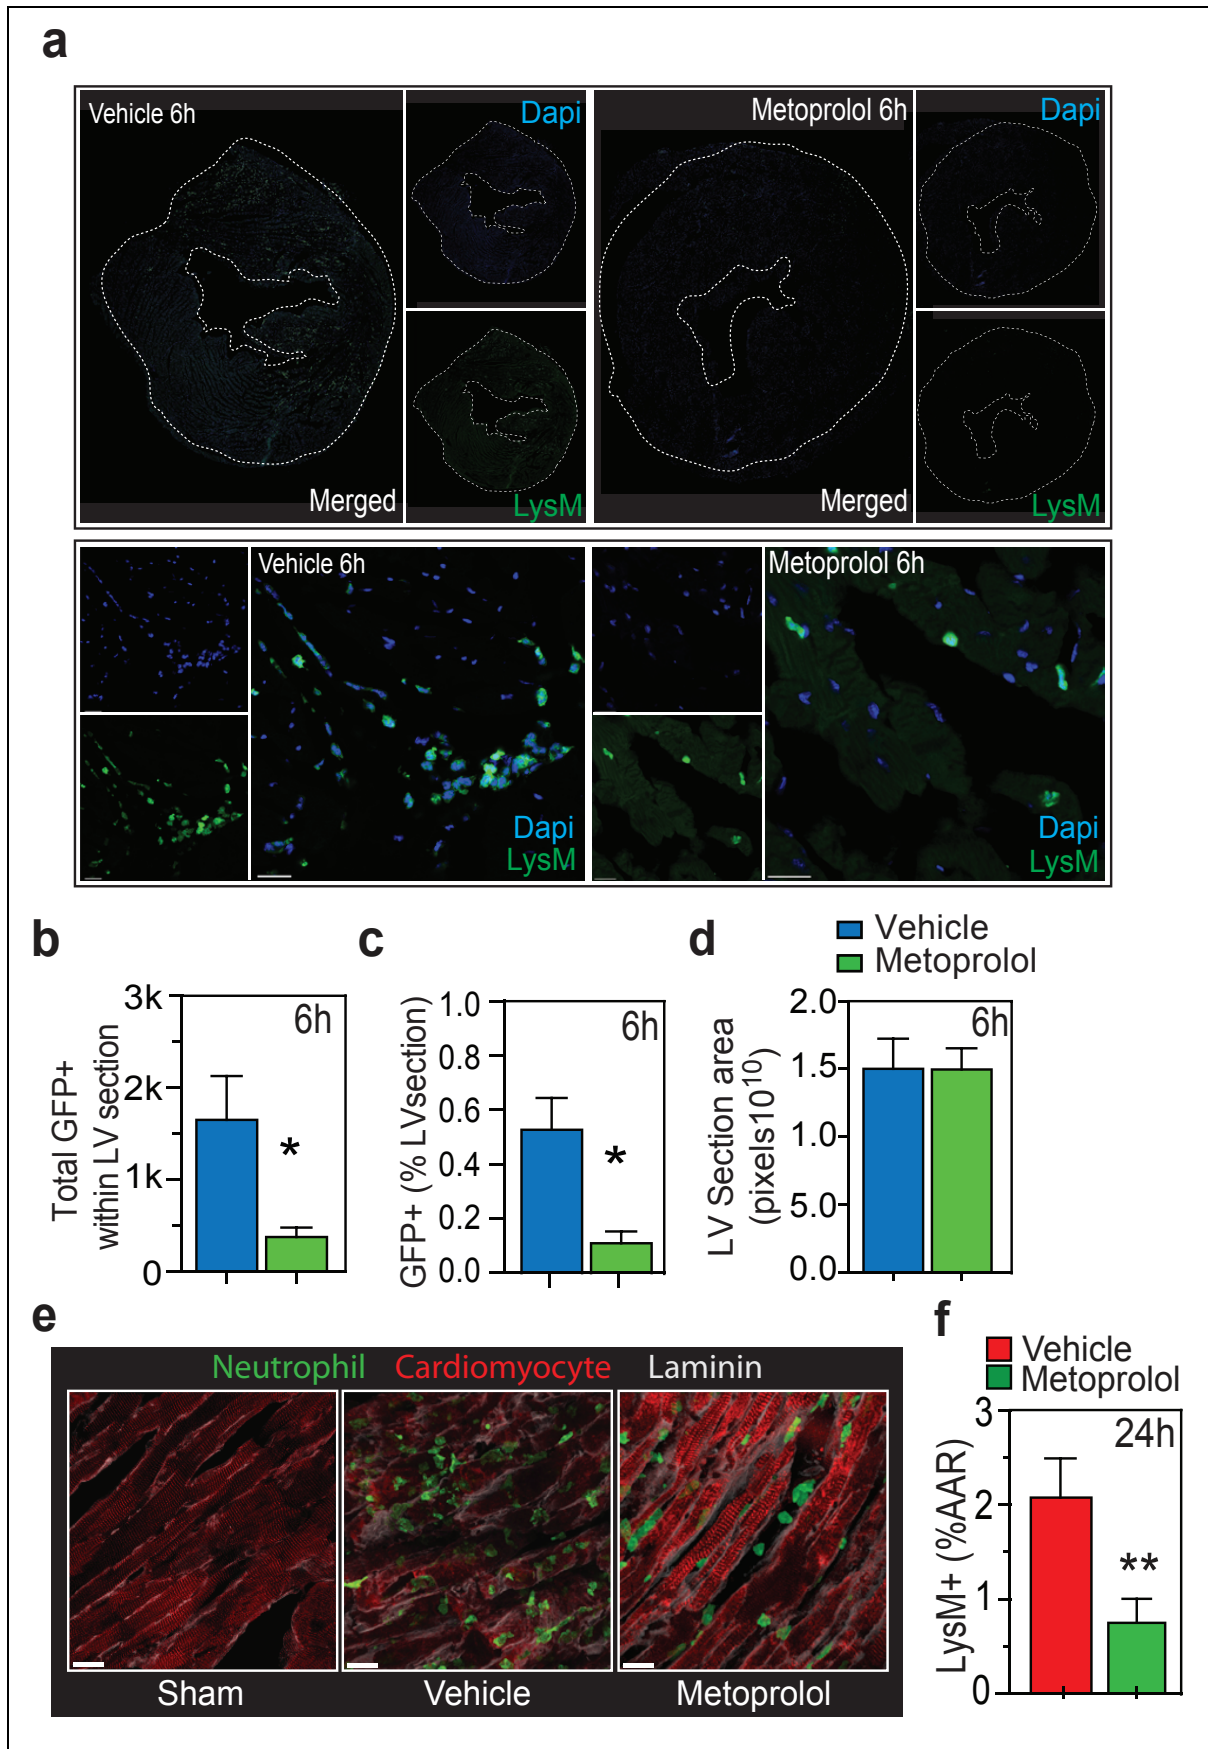 a
Vehicle 6h
Dapi
Metoprolol 6h
Dapi
Merged
LysM
Merged
LysM
Vehicle 6h
Metoprolol 6h
Dapi
LysM
Dapi
LysM
Vehicle
Metoprolol
b
3k
2k
1k
0
Total GFP+
within LV section
6h
*
c
1.0
0.8
0.6
0.4
0.2
0.0
GFP+ (% LVsection)
6h
*
d
2.0
1.5
1.0
5.0
0.0
LV Section area
(pixels10¹⁰)
6h
e
Neutrophil Cardiomyocyte Laminin
Sham
Vehicle
Metoprolol
f
Vehicle
Metoprolol
3
2
1
0
LysM+ (%AAR)
24h
**